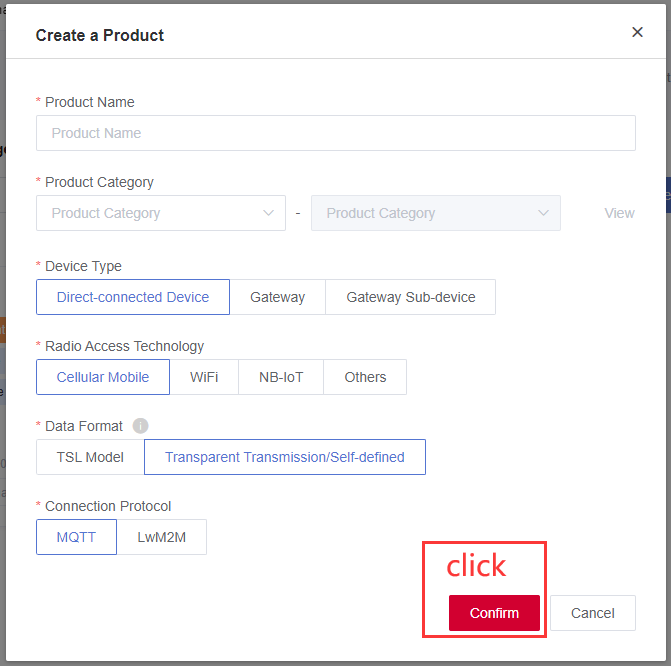 Create a Product
* Product Name
Product Name
* Product Category
Product Category - Product Category View
* Device Type
Direct-connected Device Gateway Gateway Sub-device
* Radio Access Technology
Cellular Mobile WiFi NB-IoT Others
* Data Format i
TSL Model Transparent Transmission/Self-defined
* Connection Protocol
MQTT LwM2M
click
Confirm Cancel